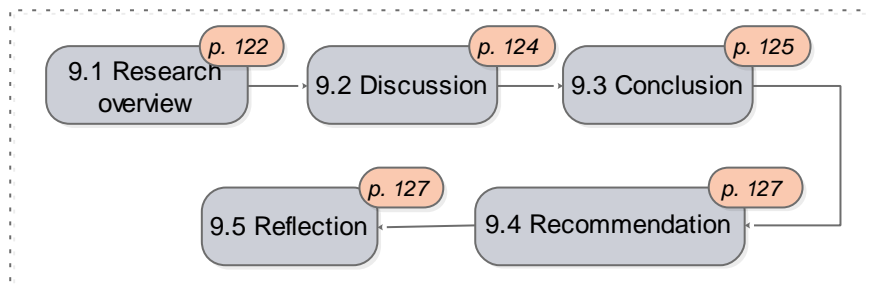 p. 122
9.1 Research
overview
p. 124
9.2 Discussion
p. 125
9.3 Conclusion
p. 127
9.4 Recommendation
p. 127
9.5 Reflection